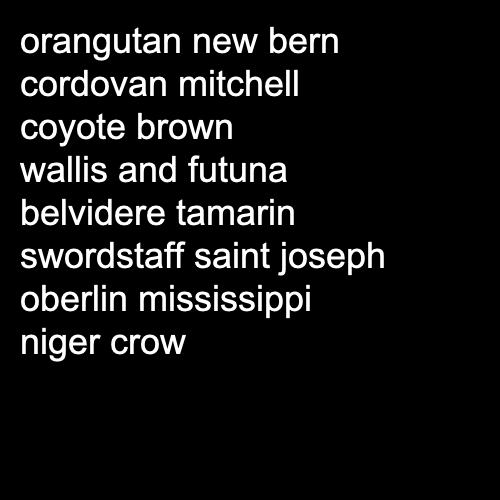 orangutan new bern
cordovan mitchell
coyote brown
wallis and futuna
belvidere tamarin
swordstaff saint joseph
oberlin mississippi
niger crow